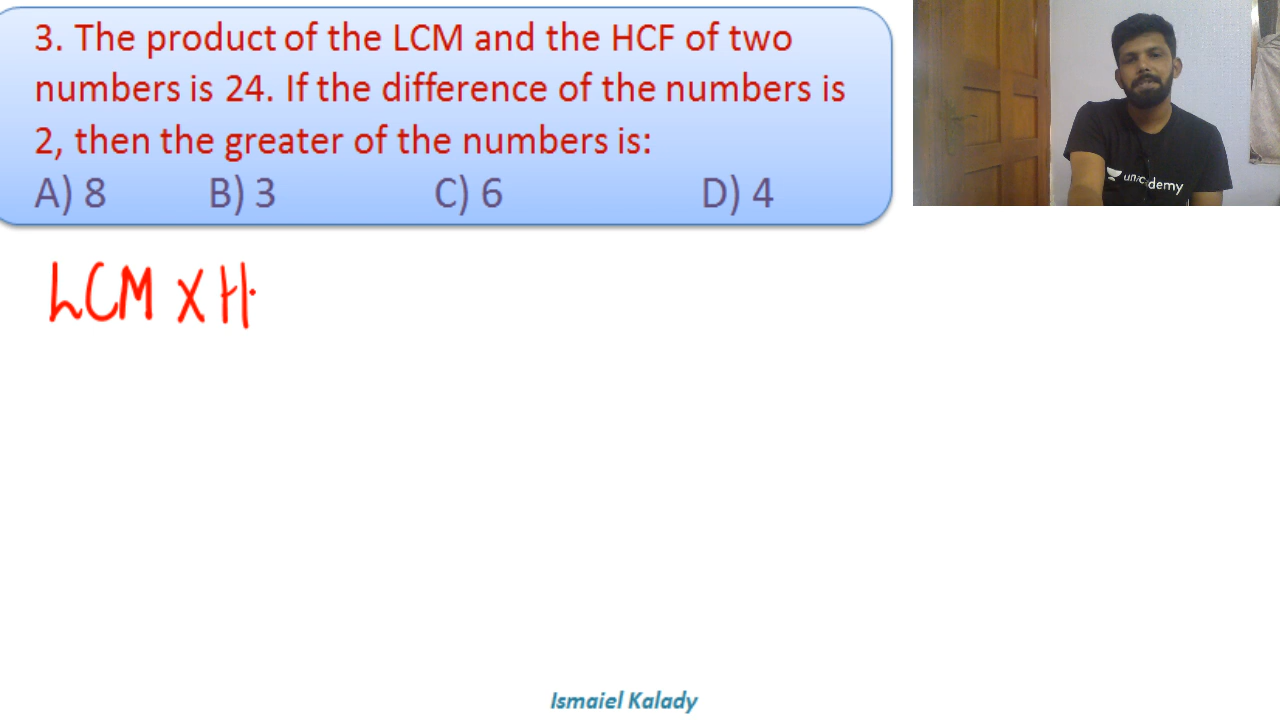 3. The product of the LCM and the HCF of two
numbers is 24. If the difference of the numbers is
2, then the greater of the numbers is:
A) 8 B) 3 C) 6 D) 4
unacademy
LCM X H
Ismaiel Kalady